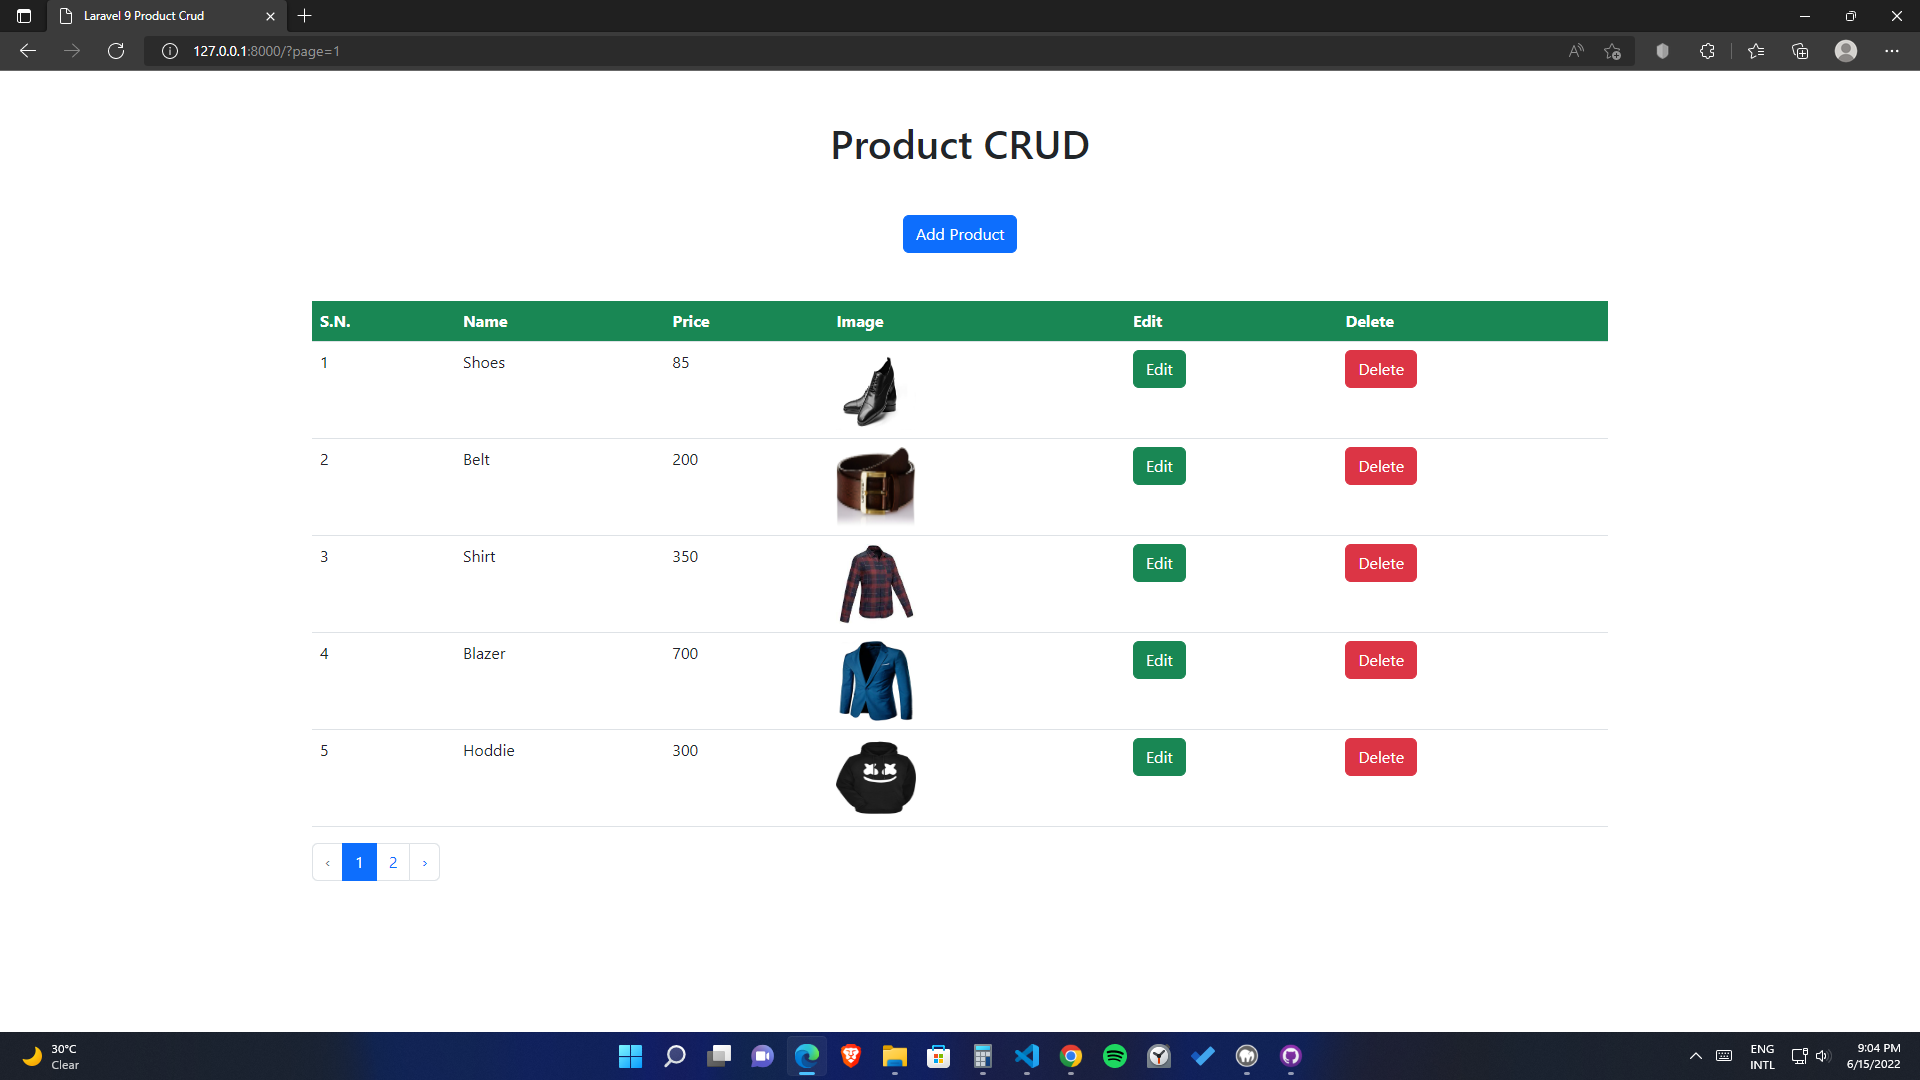 Laravel 9 Product Crud
127.0.0.1:8000/?page=1
Product CRUD
Add Product
S.N. Name Price Image Edit Delete
1 Shoes 85 Edit Delete
2 Belt 200 Edit Delete
3 Shirt 350 Edit Delete
4 Blazer 700 Edit Delete
5 Hoddie 300 Edit Delete
‹ 1 2 ›
30°C
Clear
ENG
INTL
9:04 PM
6/15/2022